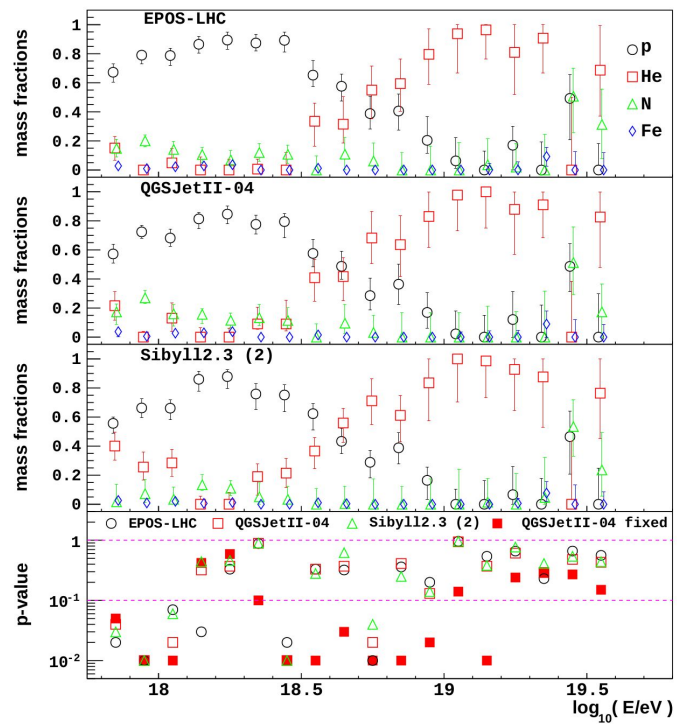 EPOS-LHC
mass fractions
1
0.8
0.6
0.4
0.2
0
p
He
N
Fe
QGSJetII-04
mass fractions
1
0.8
0.6
0.4
0.2
0
Sibyll2.3 (2)
mass fractions
1
0.8
0.6
0.4
0.2
0
EPOS-LHC QGSJetII-04 Sibyll2.3 (2) QGSJetII-04 fixed
p-value
1
10⁻¹
10⁻²
18 18.5 19 19.5
log₁₀( E/eV )